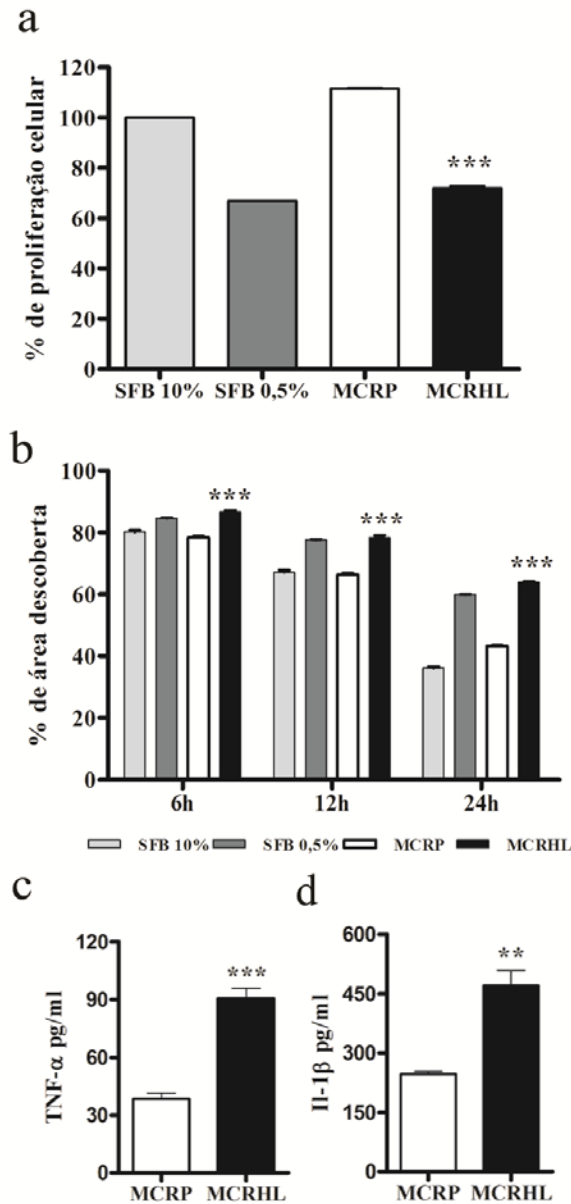 a
% de proliferação celular
120
100
80
60
40
20
0
***
SFB 10% SFB 0,5% MCRP MCRHL
b
% de área descoberta
100
80
60
40
20
0
*** *** ***
6h 12h 24h
SFB 10% SFB 0,5% MCRP MCRHL
c
TNF-α pg/ml
120
90
60
30
0
***
MCRP MCRHL
d
Il-1β pg/ml
600
450
300
150
0
**
MCRP MCRHL